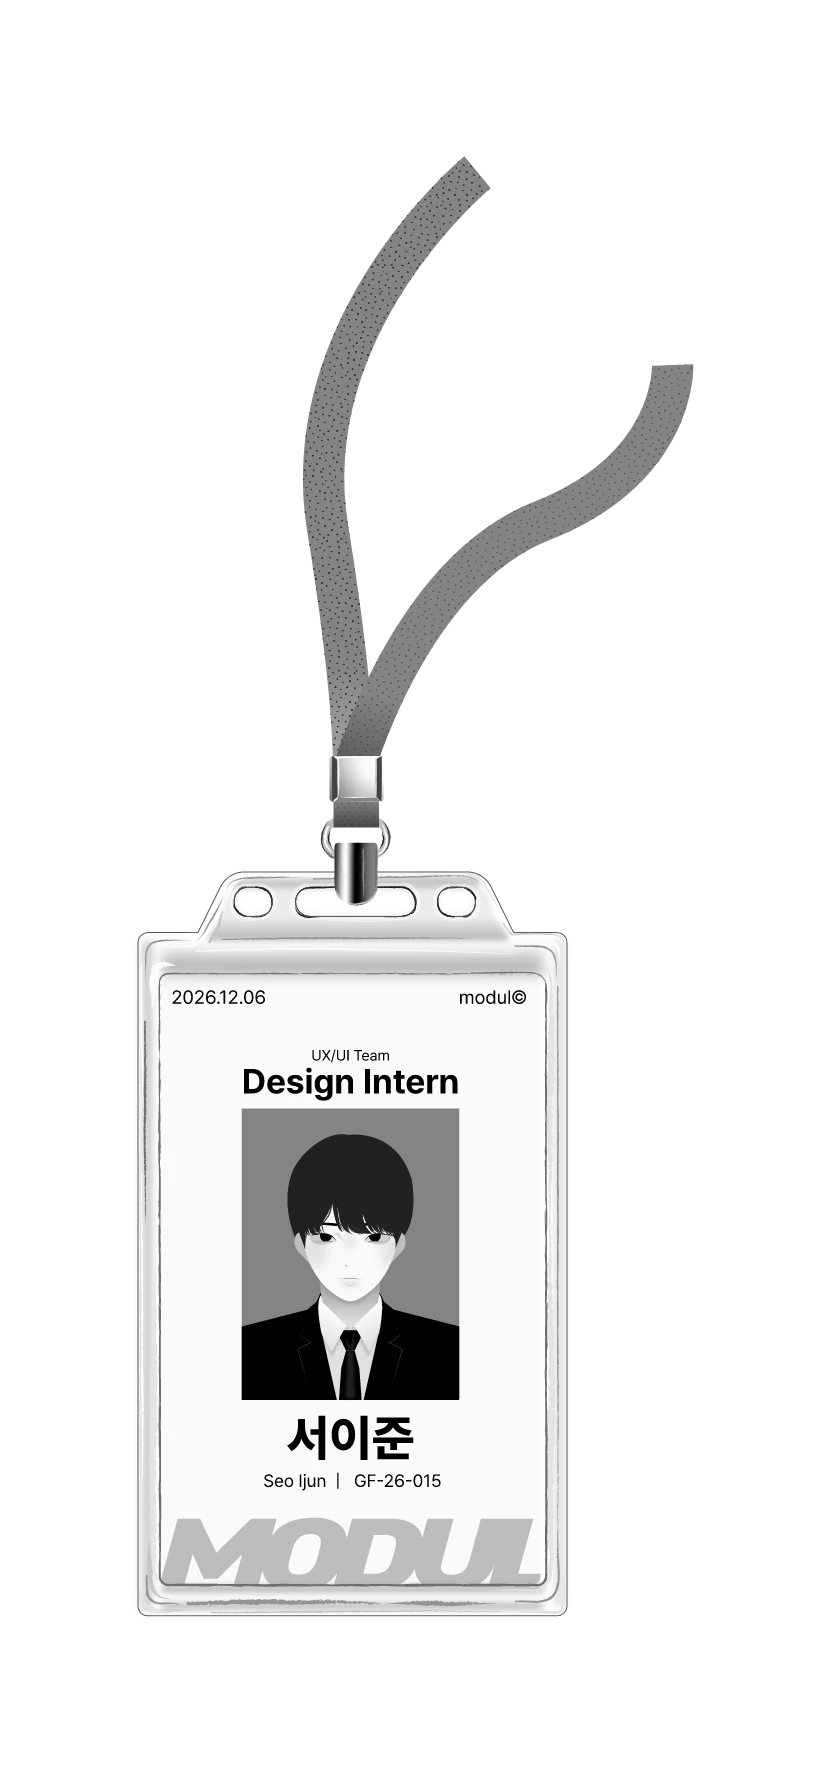 2026.12.06 modul©
UX/UI Team
Design Intern
서이준
Seo Ijun | GF-26-015
MODUL